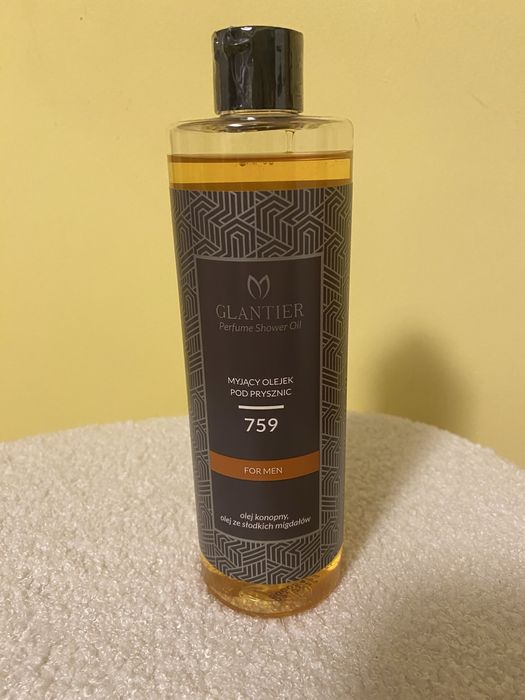 GLANTIER
Perfume Shower Oil
MYJĄCY OLEJEK
POD PRYSZNIC
759
FOR MEN
olej konopny,
olej ze słodkich migdałów